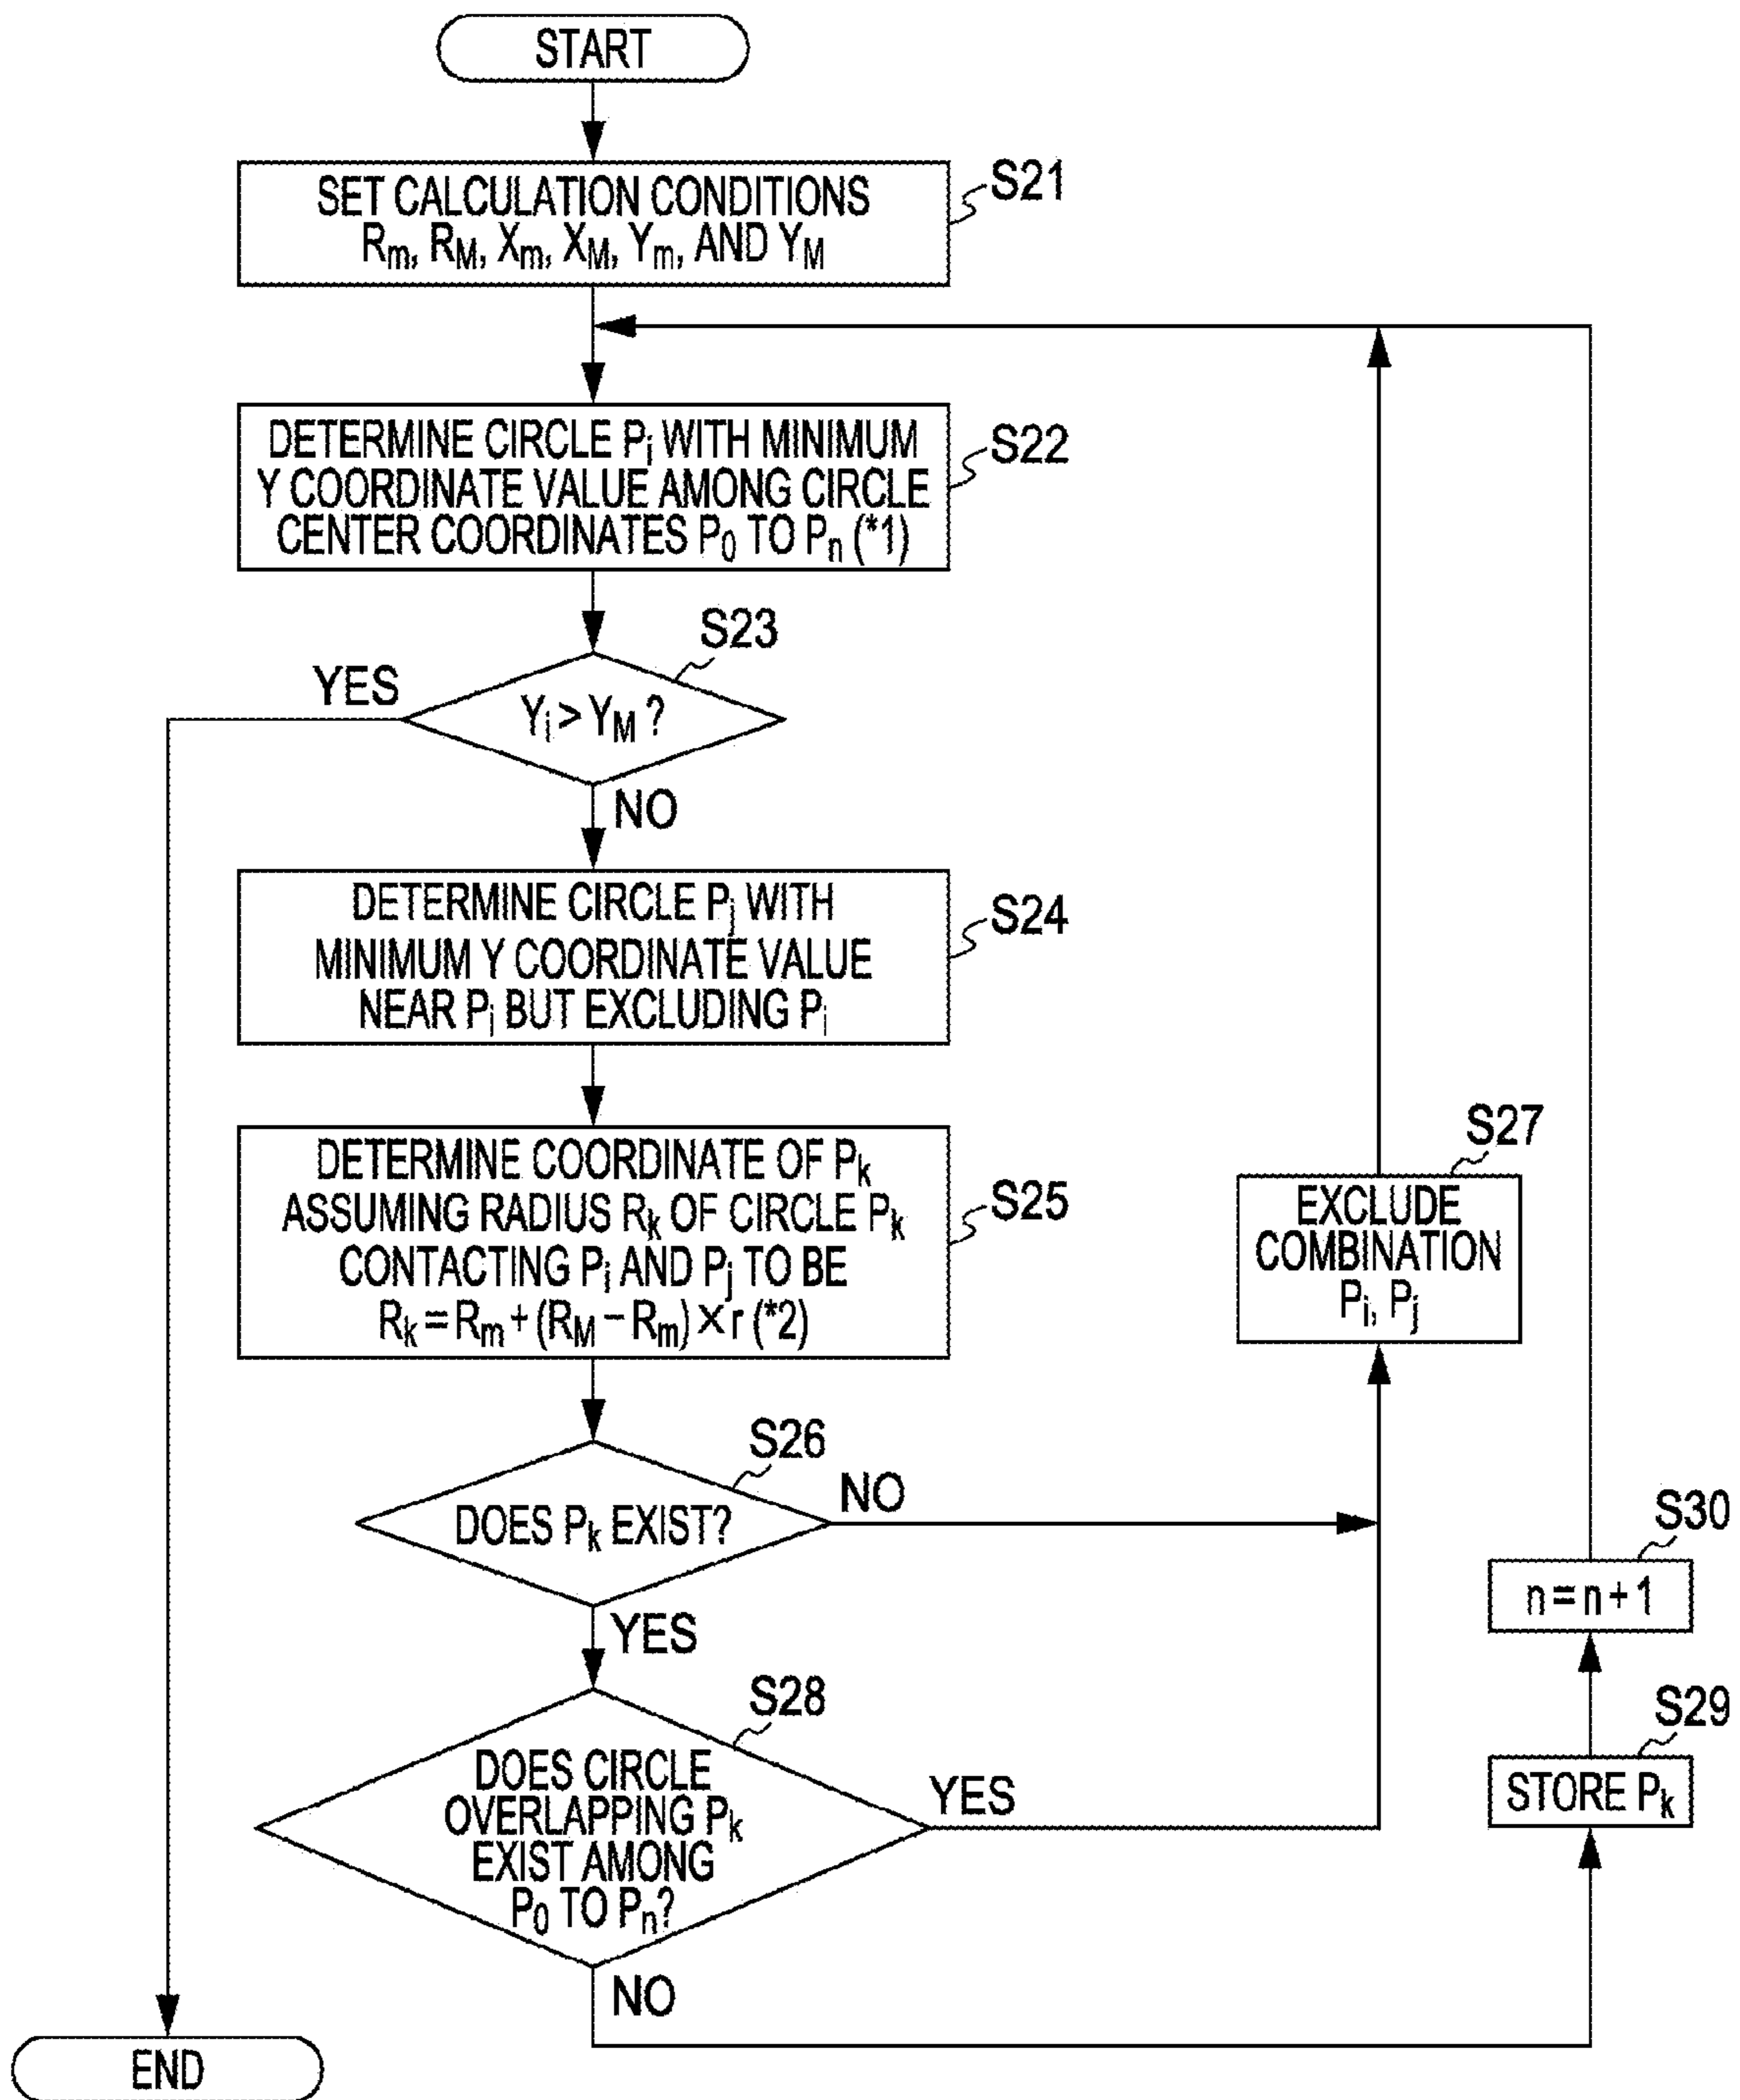 START
SET CALCULATION CONDITIONS
Rm, RM, Xm, XM, Ym, AND YM
S21
DETERMINE CIRCLE Pi WITH MINIMUM
Y COORDINATE VALUE AMONG CIRCLE
CENTER COORDINATES P0 TO Pn (*1)
S22
S23
Yi > YM ?
YES
NO
DETERMINE CIRCLE Pj WITH
MINIMUM Y COORDINATE VALUE
NEAR Pi BUT EXCLUDING Pi
S24
DETERMINE COORDINATE OF Pk
ASSUMING RADIUS Rk OF CIRCLE Pk
CONTACTING Pi AND Pj TO BE
Rk = Rm + (RM − Rm) × r (*2)
S25
S27
EXCLUDE
COMBINATION
Pi, Pj
S26
DOES Pk EXIST?
NO
YES
S30
n = n + 1
S29
STORE Pk
S28
DOES CIRCLE
OVERLAPPING Pk
EXIST AMONG
P0 TO Pn?
YES
NO
END